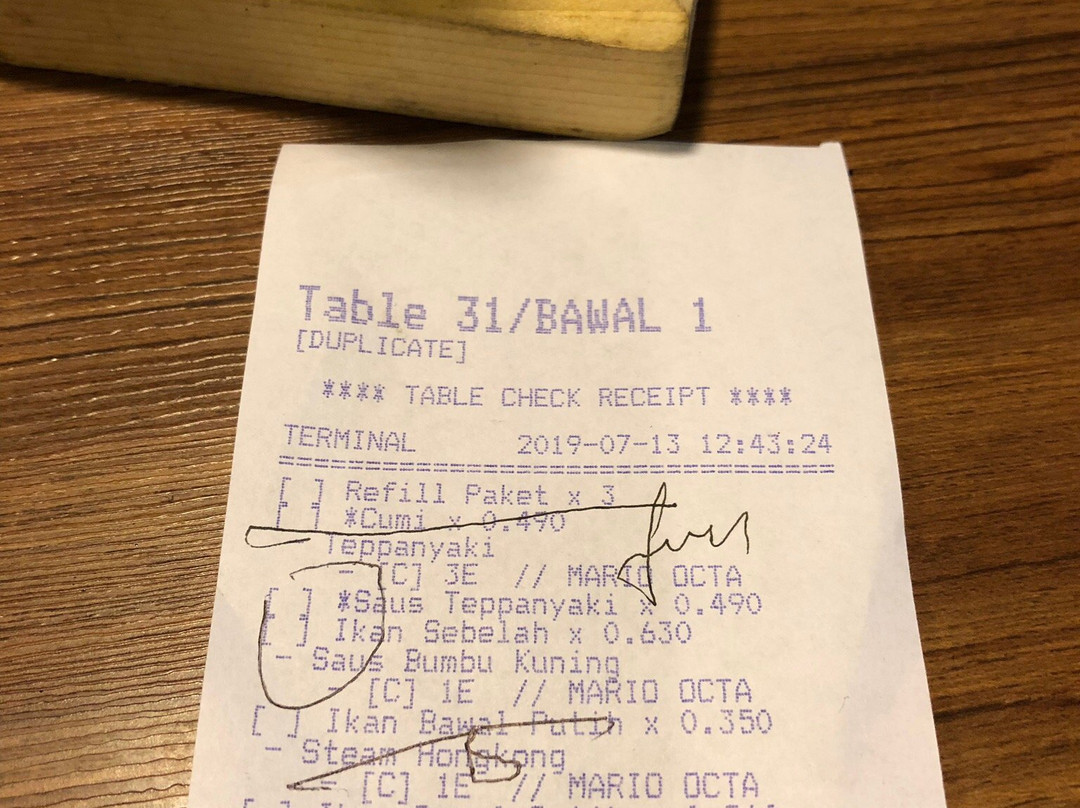 Table 31/BAWAL 1
[DUPLICATE]
**** TABLE CHECK RECEIPT ****
TERMINAL 2019-07-13 12:43:24
================================
[ ] Refill Paket x 3
[ ] *Cumi x 0.490
Teppanyaki
- [C] 3E // MARIO OCTA
[ ] *Saus Teppanyaki x 0.490
[ ] Ikan Sebelah x 0.630
- Saus Bumbu Kuning
- [C] 1E // MARIO OCTA
[ ] Ikan Bawal Putih x 0.350
- Steam Hongkong
- [C] 1E // MARIO OCTA